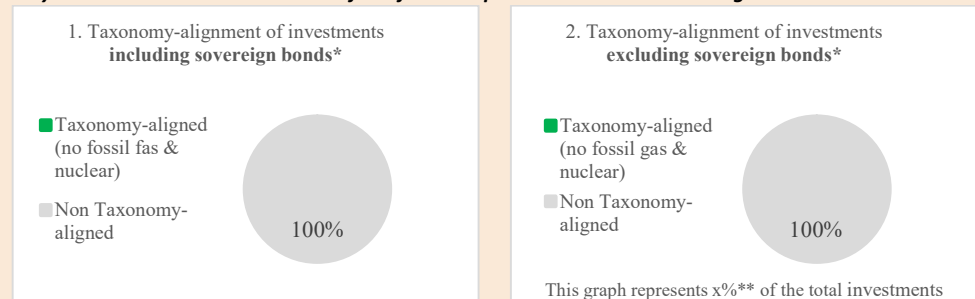 1. Taxonomy-alignment of investments
including sovereign bonds*
Taxonomy-aligned
(no fossil fas &
nuclear)
Non Taxonomy-
aligned
100%
2. Taxonomy-alignment of investments
excluding sovereign bonds*
Taxonomy-aligned
(no fossil gas &
nuclear)
Non Taxonomy-
aligned
100%
This graph represents x%** of the total investments